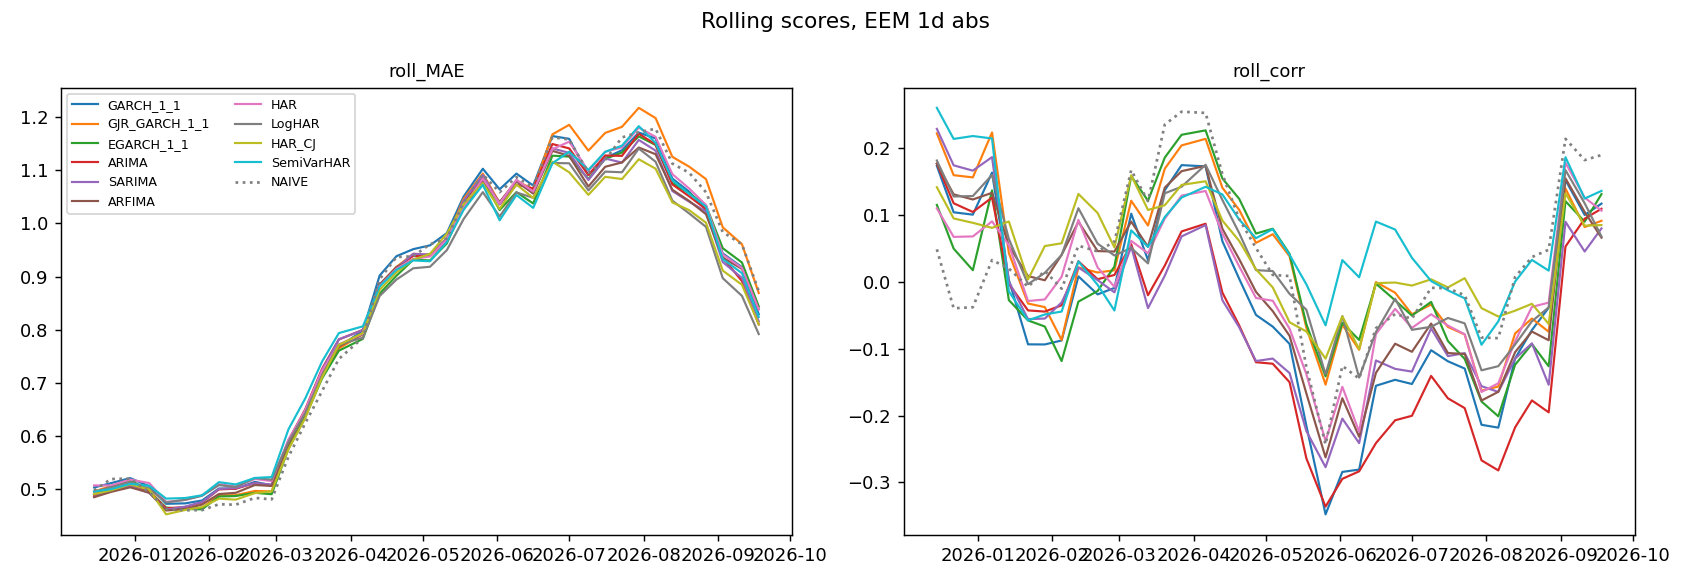 Rolling scores, EEM 1d abs
roll_MAE
GARCH_1_1
GJR_GARCH_1_1
EGARCH_1_1
ARIMA
SARIMA
ARFIMA
HAR
LogHAR
HAR_CJ
SemiVarHAR
NAIVE
1.2
1.1
1.0
0.9
0.8
0.7
0.6
0.5
2026-01
2026-02
2026-03
2026-04
2026-05
2026-06
2026-07
2026-08
2026-09
2026-10
roll_corr
0.2
0.1
0.0
−0.1
−0.2
−0.3
2026-01
2026-02
2026-03
2026-04
2026-05
2026-06
2026-07
2026-08
2026-09
2026-10